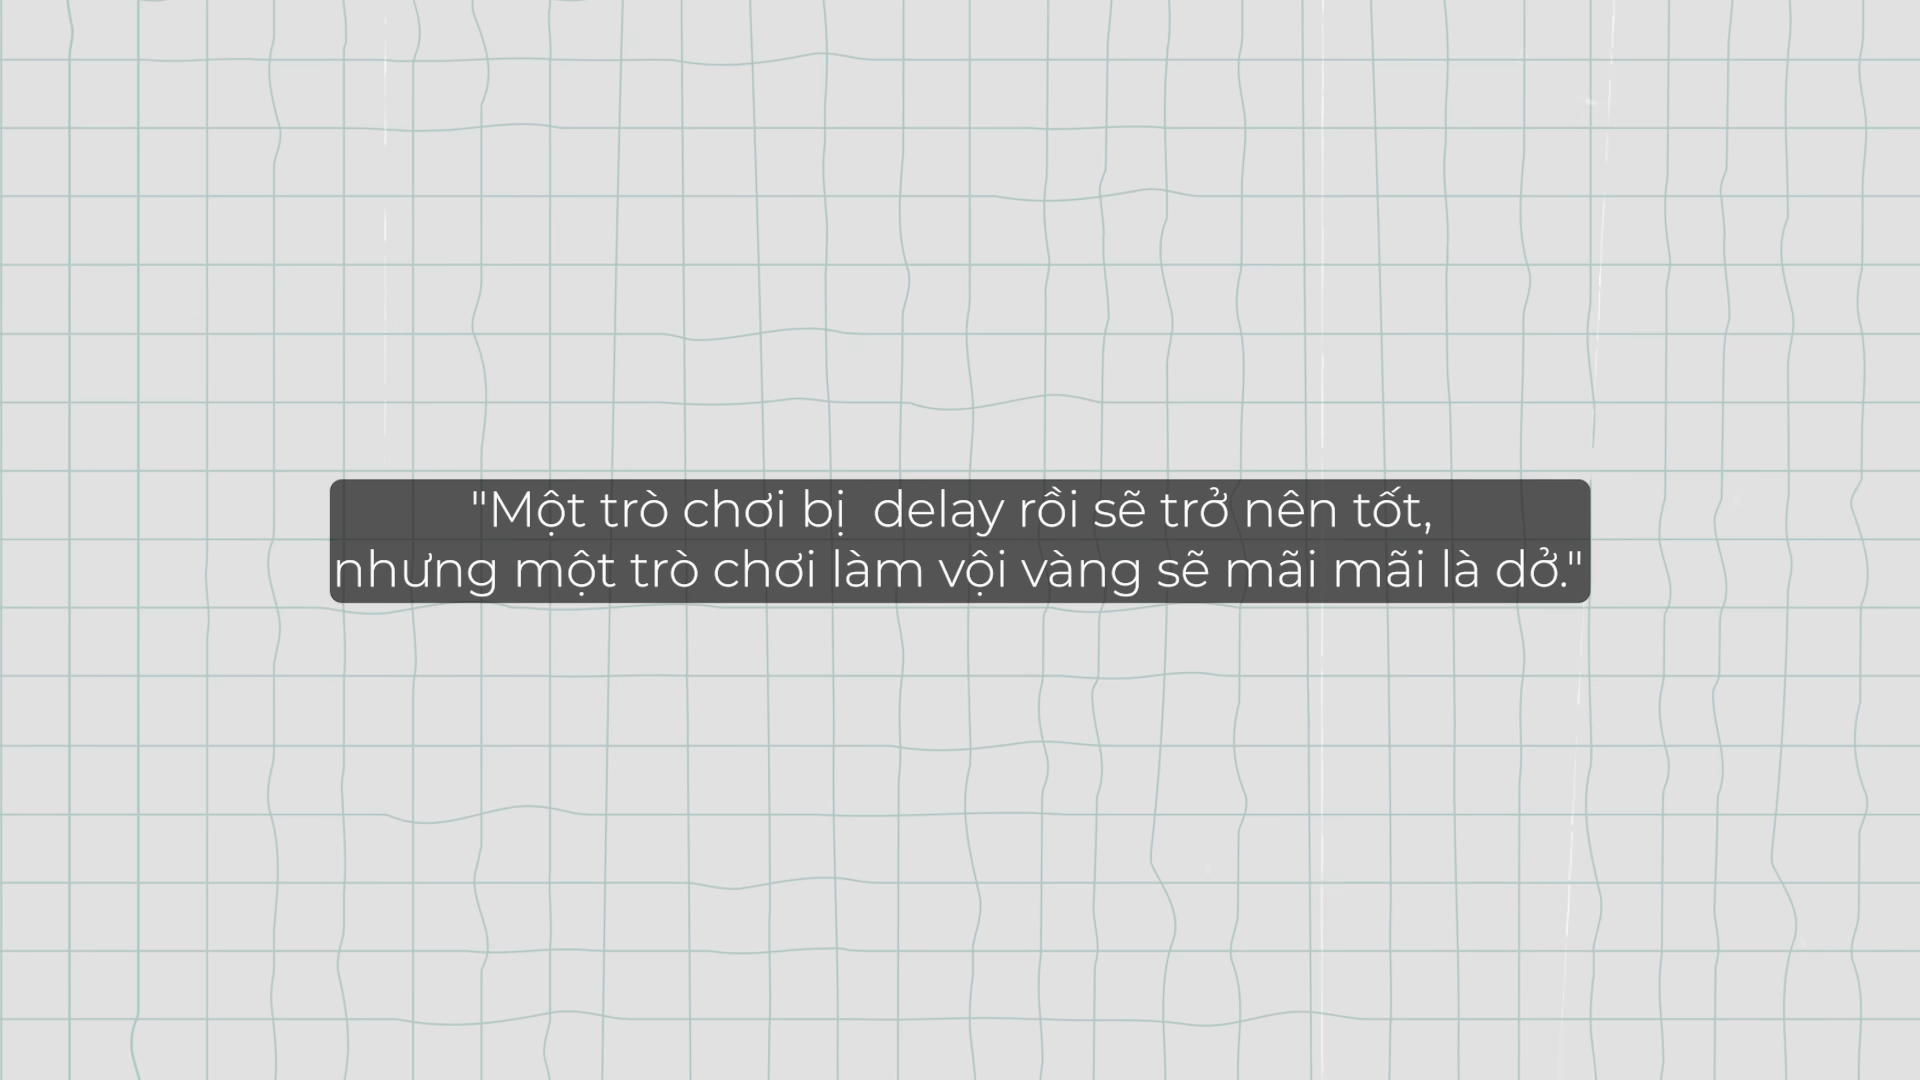 "Một trò chơi bị  delay rồi sẽ trở nên tốt,
nhưng một trò chơi làm vội vàng sẽ mãi mãi là dở."